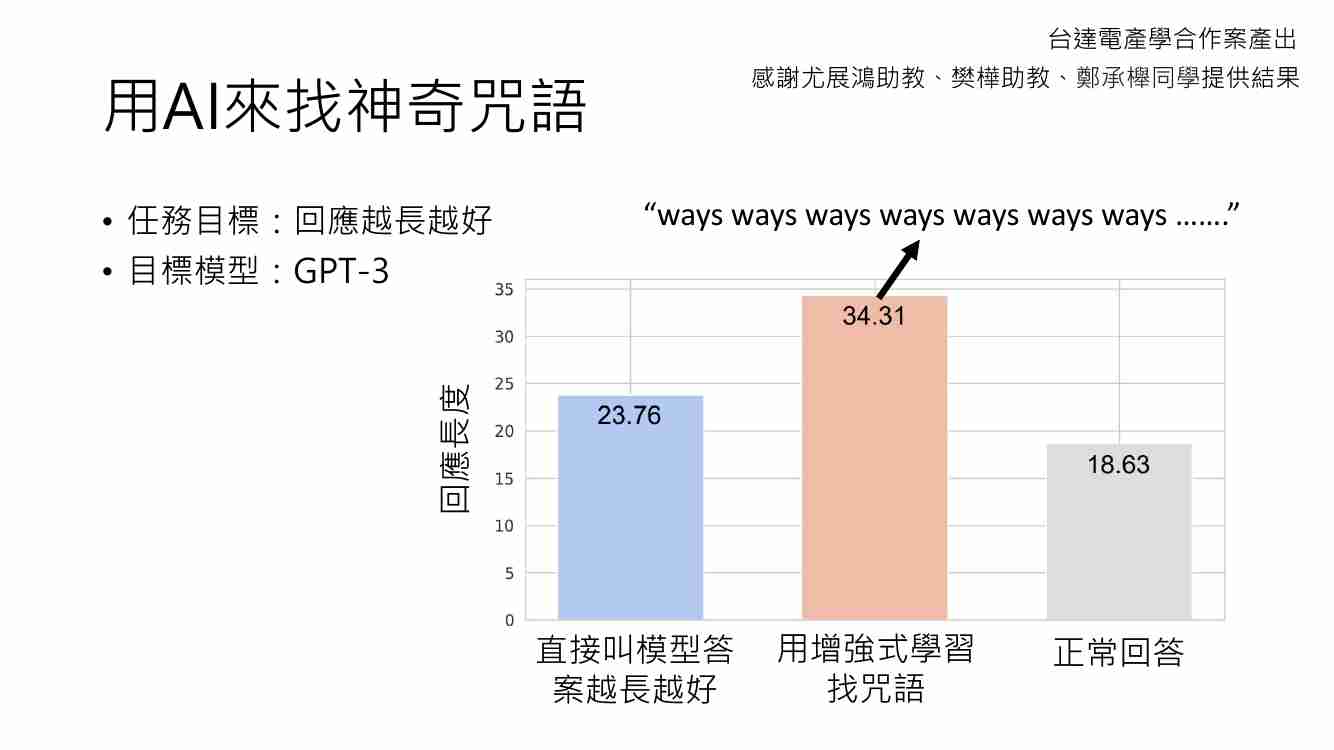 台達電產學合作案產出
感謝尤展鴻助教、樊樺助教、鄭承櫸同學提供結果
用AI來找神奇咒語
• 任務目標：回應越長越好
• 目標模型：GPT-3
“ways ways ways ways ways ways ways …….”
回應長度
35
30
25
20
15
10
5
0
23.76
34.31
18.63
直接叫模型答
案越長越好
用增強式學習
找咒語
正常回答